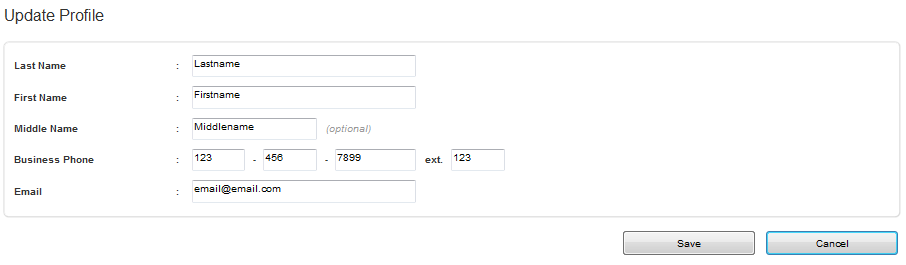 Update Profile
Last Name : Lastname
First Name : Firstname
Middle Name : Middlename (optional)
Business Phone : 123 - 456 - 7899 ext. 123
Email : email@email.com
Save Cancel